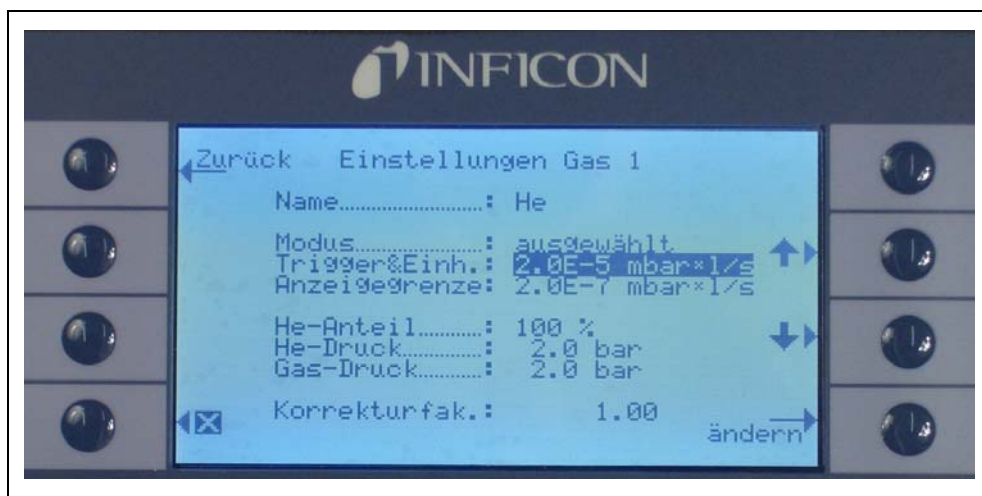 INFICON
Zurück Einstellungen Gas 1
Name..............: He
Modus..............: ausgewählt
Trigger&Einh.: 2.0E-5 mbar×l/s
Anzeigegrenze: 2.0E-7 mbar×l/s
He-Anteil..........: 100 %
He-Druck..........: 2.0 bar
Gas-Druck..........: 2.0 bar
Korrekturfak.: 1.00
ändern